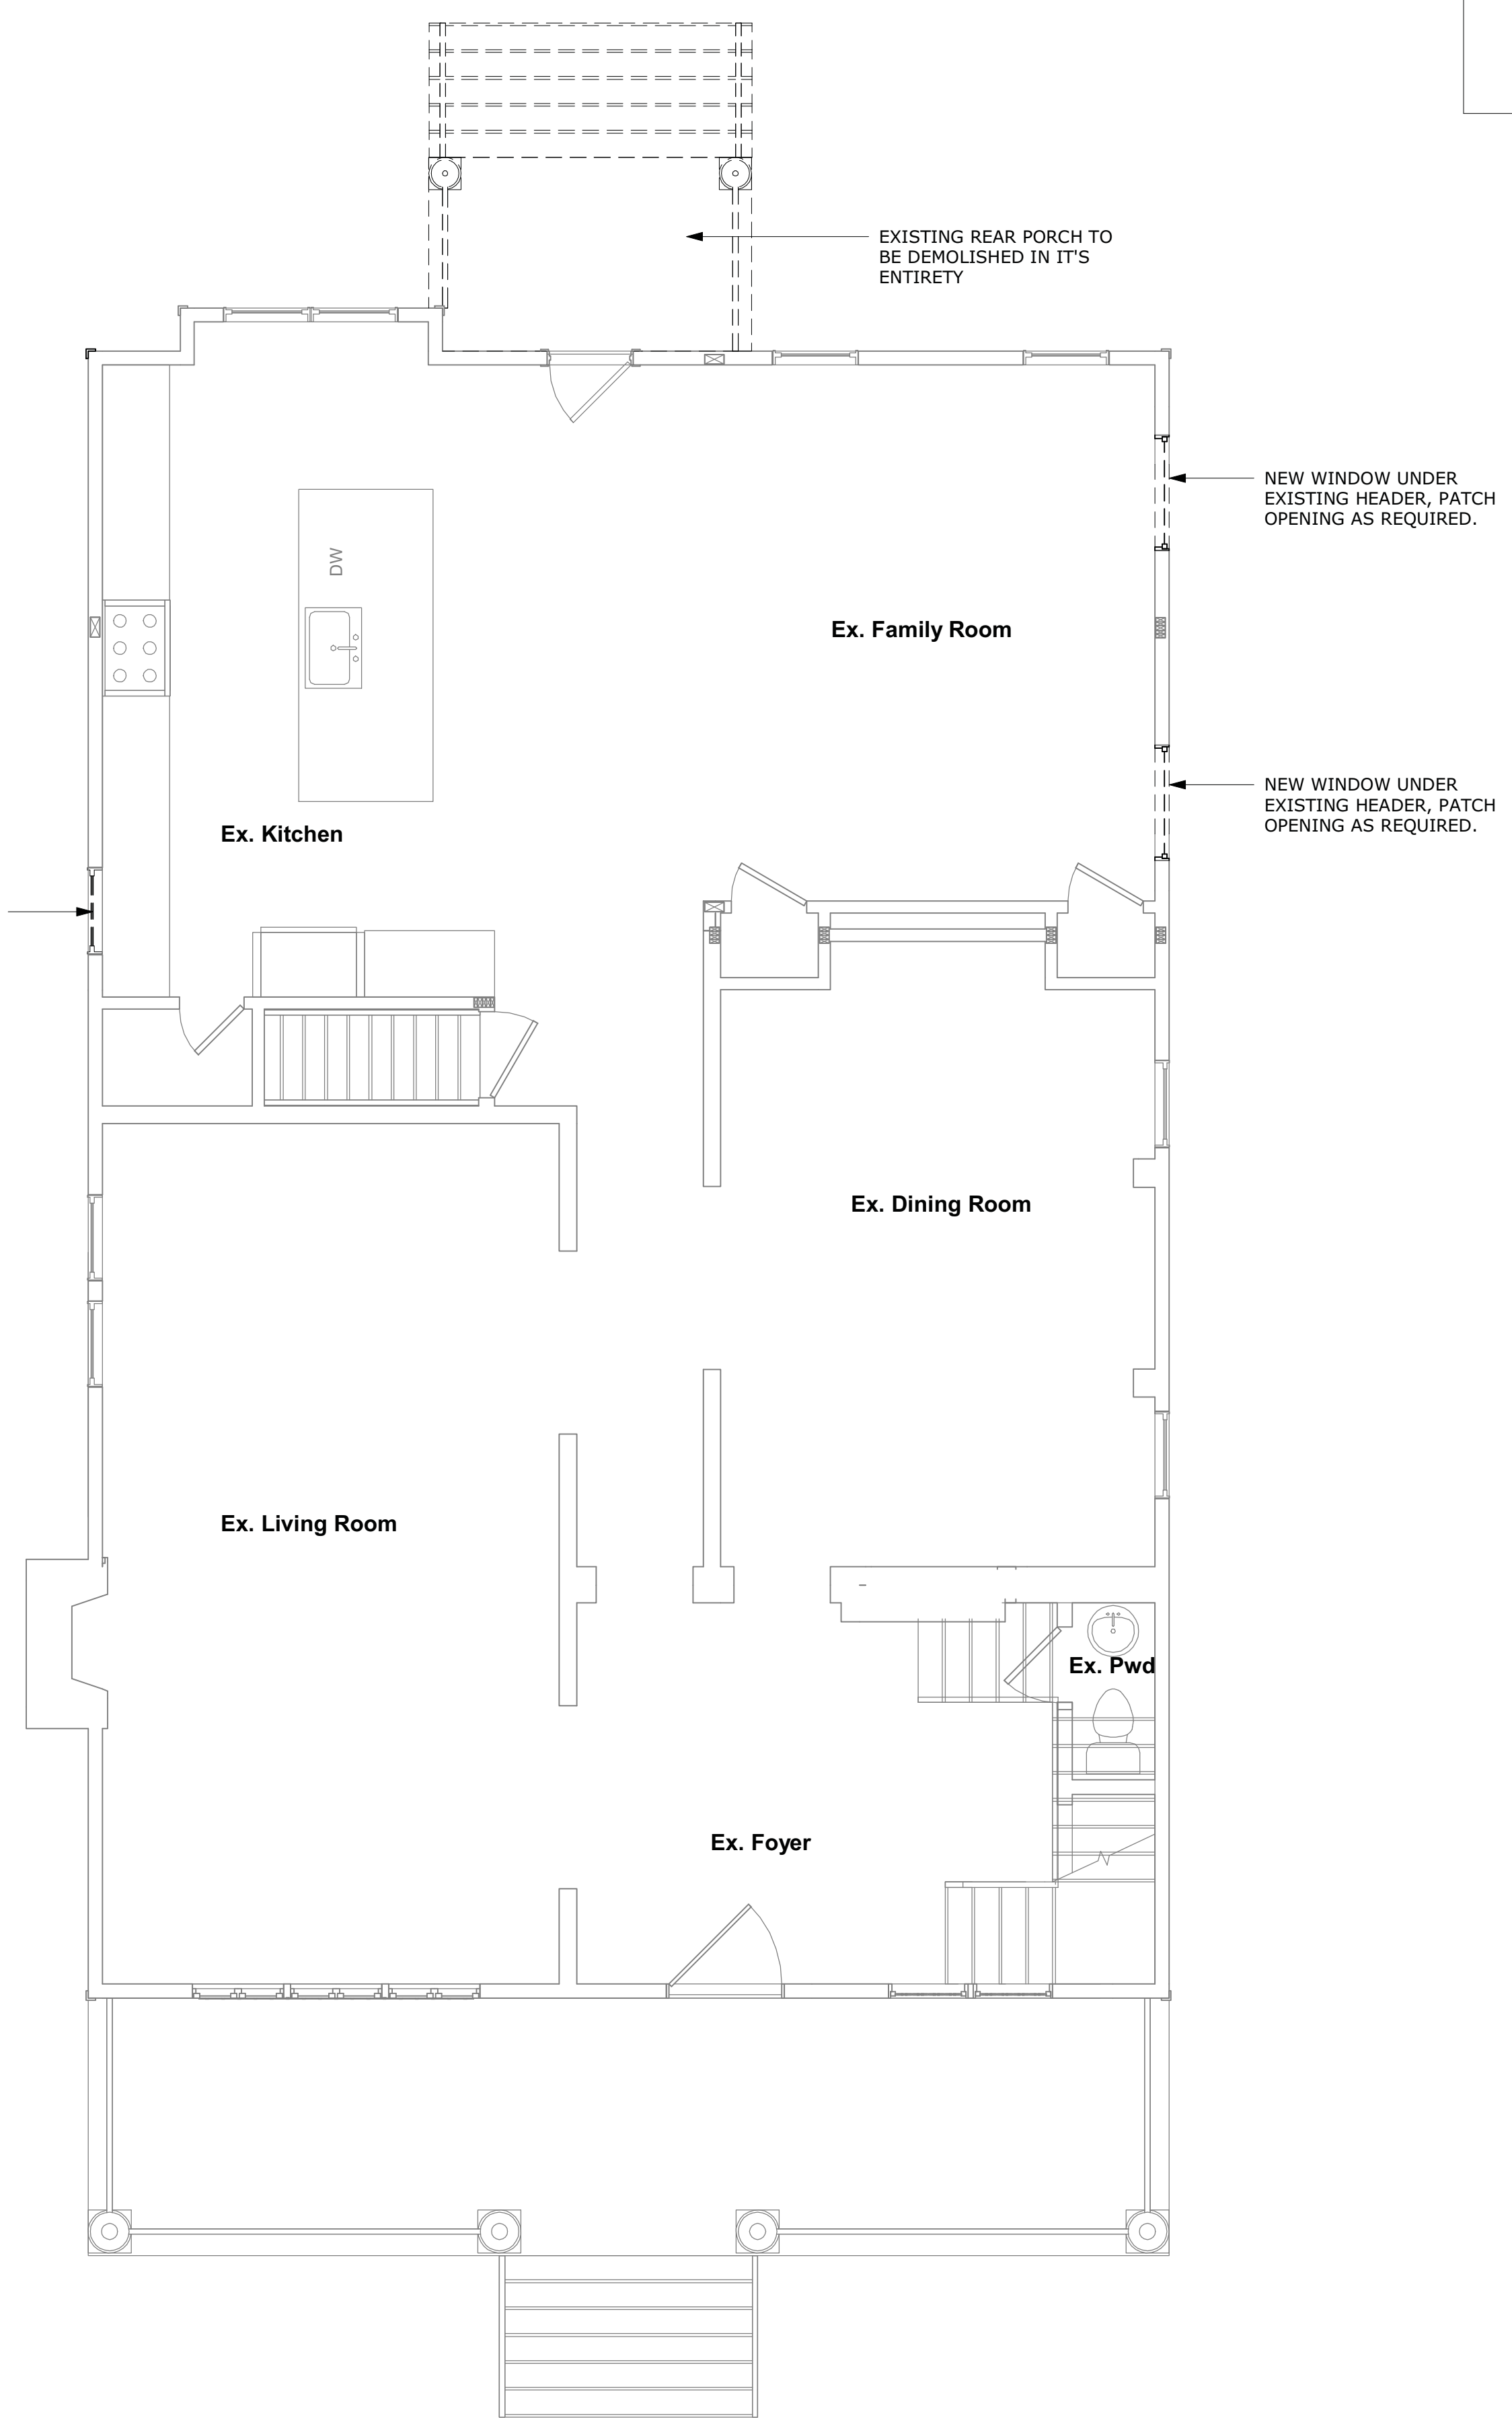 EXISTING REAR PORCH TO
BE DEMOLISHED IN IT'S
ENTIRETY
NEW WINDOW UNDER
EXISTING HEADER, PATCH
OPENING AS REQUIRED.
DW
Ex. Family Room
NEW WINDOW UNDER
EXISTING HEADER, PATCH
OPENING AS REQUIRED.
Ex. Kitchen
Ex. Dining Room
Ex. Living Room
Ex. Pwd
Ex. Foyer